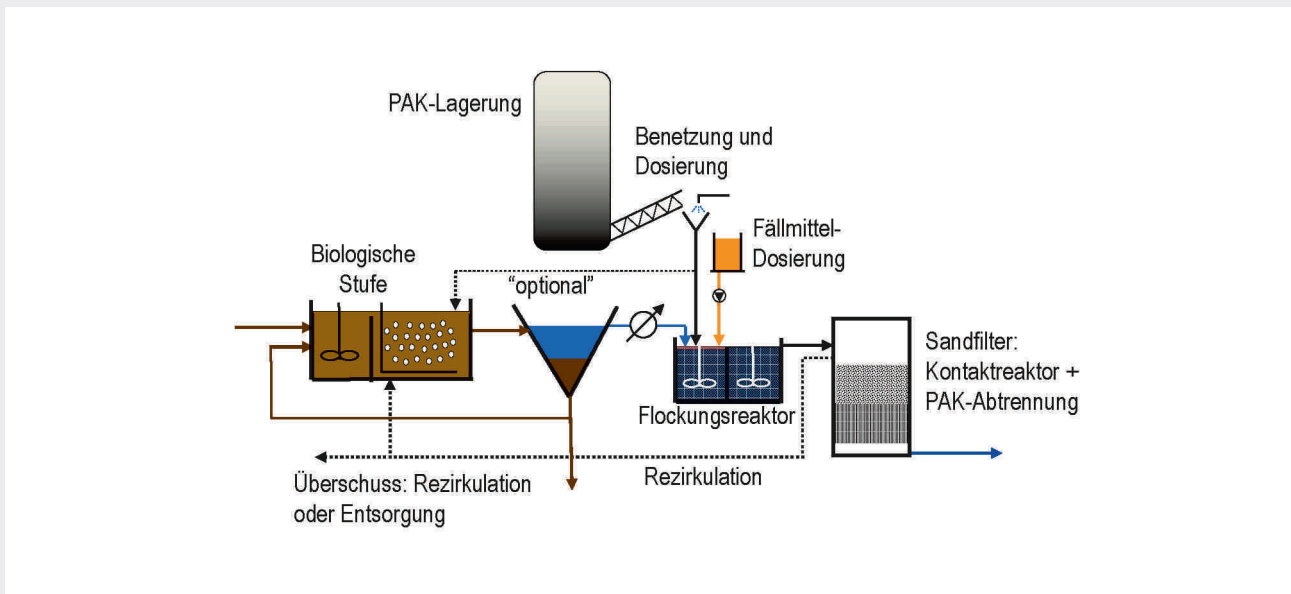 PAK-Lagerung
Benetzung und
Dosierung
Fällmittel-
Dosierung
Biologische
Stufe
“optional”
Sandfilter:
Kontaktreaktor +
PAK-Abtrennung
Flockungsreaktor
Rezirkulation
Überschuss: Rezirkulation
oder Entsorgung